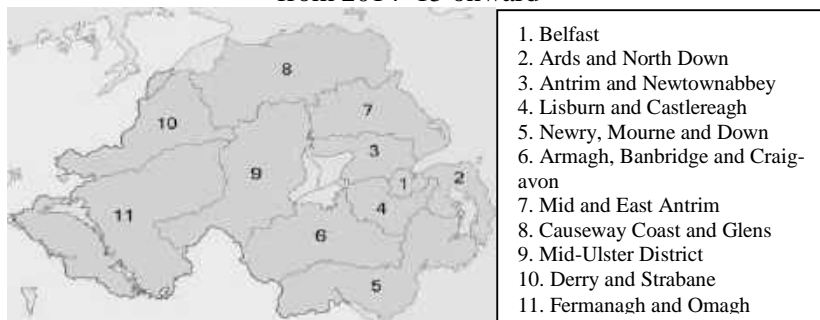 from 2014–15 onward
8
7
10
3
9
1
2
4
11
6
5
1. Belfast
2. Ards and North Down
3. Antrim and Newtownabbey
4. Lisburn and Castlereagh
5. Newry, Mourne and Down
6. Armagh, Banbridge and Craig-
avon
7. Mid and East Antrim
8. Causeway Coast and Glens
9. Mid-Ulster District
10. Derry and Strabane
11. Fermanagh and Omagh